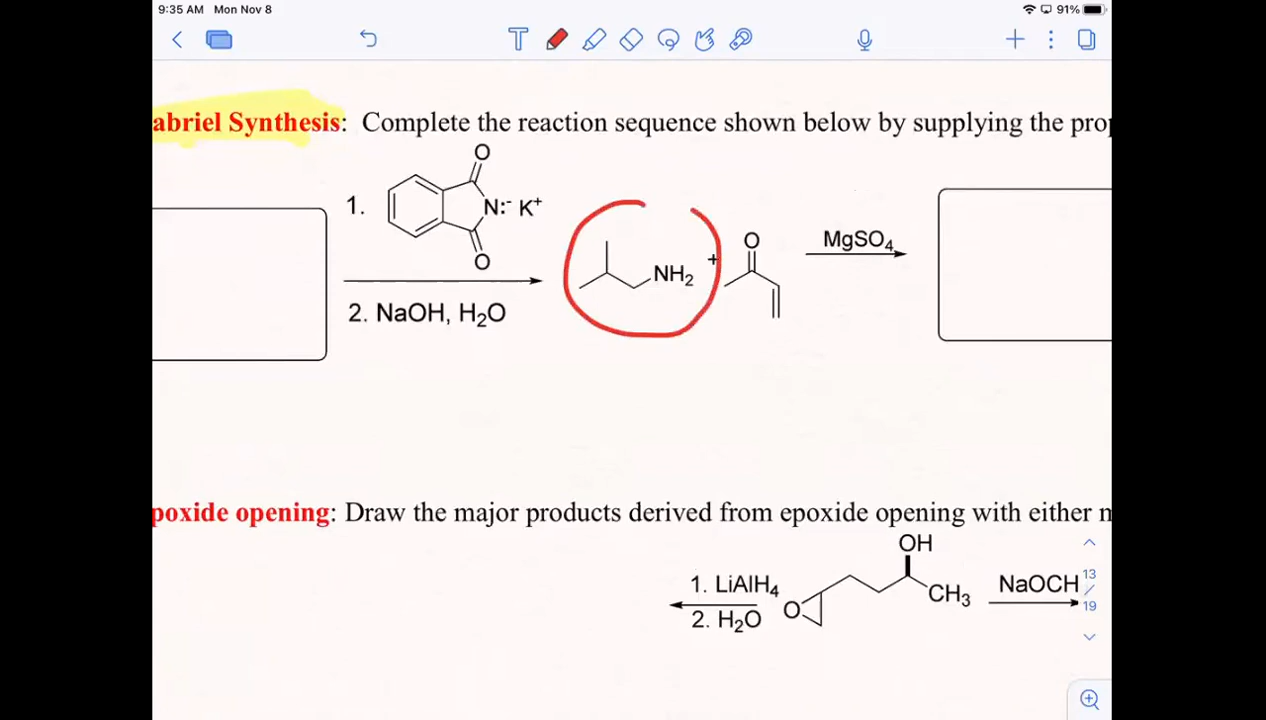 9:35 AM Mon Nov 8
91%
T
abriel Synthesis: Complete the reaction sequence shown below by supplying the pro
O
1.
N:⁻ K⁺
O
2. NaOH, H₂O
NH₂
+
O
MgSO₄
poxide opening: Draw the major products derived from epoxide opening with either
OH
1. LiAlH₄
2. H₂O
O
CH₃
NaOCH
13
19